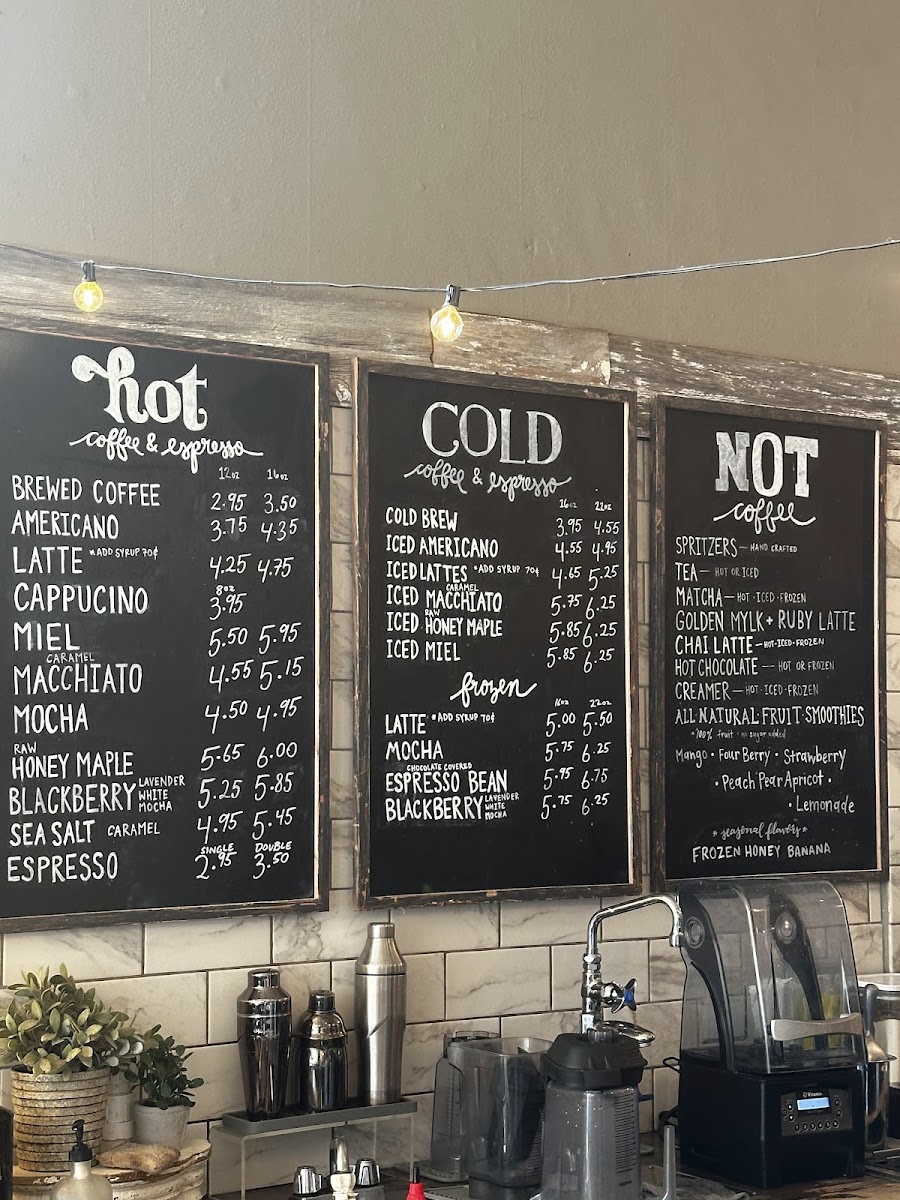 hot
coffee & espresso
12oz 16oz
BREWED COFFEE 2.95 3.50
AMERICANO 3.75 4.35
LATTE *ADD SYRUP 70¢ 4.25 4.75
8oz
CAPPUCINO 3.95
MIEL 5.50 5.95
CARAMEL
MACCHIATO 4.55 5.15
MOCHA 4.50 4.95
RAW
HONEY MAPLE 5.65 6.00
BLACKBERRY LAVENDER WHITE MOCHA 5.25 5.85
SEA SALT CARAMEL 4.95 5.45
SINGLE DOUBLE
ESPRESSO 2.95 3.50
COLD
coffee & espresso
16oz 22oz
COLD BREW 3.95 4.55
ICED AMERICANO 4.55 4.95
ICED LATTES *ADD SYRUP 70¢ 4.65 5.25
CARAMEL
ICED MACCHIATO 5.75 6.25
RAW
ICED HONEY MAPLE 5.85 6.25
ICED MIEL 5.85 6.25
frozen
16oz 22oz
LATTE *ADD SYRUP 70¢ 5.00 5.50
MOCHA 5.75 6.25
CHOCOLATE COVERED
ESPRESSO BEAN 5.95 6.75
BLACKBERRY LAVENDER WHITE MOCHA 5.75 6.25
NOT
coffee
SPRITZERS — HAND CRAFTED
TEA — HOT OR ICED
MATCHA — HOT · ICED · FROZEN
GOLDEN MYLK + RUBY LATTE
CHAI LATTE — HOT · ICED · FROZEN
HOT CHOCOLATE — HOT OR FROZEN
CREAMER — HOT · ICED · FROZEN
ALL NATURAL FRUIT SMOOTHIES
*100% fruit · no sugar added
Mango · Four Berry · Strawberry
· Peach Pear Apricot ·
· Lemonade
* seasonal flavors *
FROZEN HONEY BANANA
Vitamix